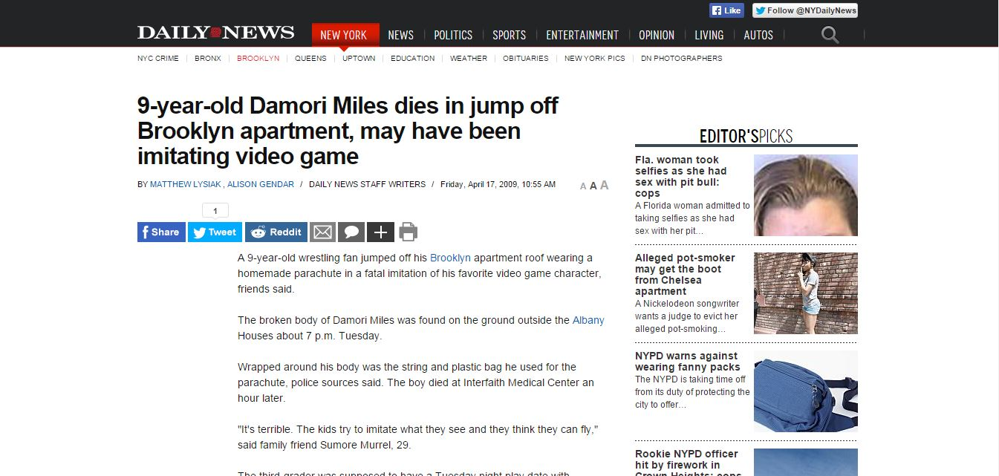 Like
Follow @NYDailyNews
DAILY NEWS
NEW YORK
NEWS
POLITICS
SPORTS
ENTERTAINMENT
OPINION
LIVING
AUTOS
NYC CRIME
BRONX
BROOKLYN
QUEENS
UPTOWN
EDUCATION
WEATHER
OBITUARIES
NEW YORK PICS
DN PHOTOGRAPHERS
9-year-old Damori Miles dies in jump off
Brooklyn apartment, may have been
imitating video game
BY MATTHEW LYSIAK , ALISON GENDAR / DAILY NEWS STAFF WRITERS / Friday, April 17, 2009, 10:55 AM
A A A
1
Share
Tweet
Reddit
A 9-year-old wrestling fan jumped off his Brooklyn apartment roof wearing a
homemade parachute in a fatal imitation of his favorite video game character,
friends said.
The broken body of Damori Miles was found on the ground outside the Albany
Houses about 7 p.m. Tuesday.
Wrapped around his body was the string and plastic bag he used for the
parachute, police sources said. The boy died at Interfaith Medical Center an
hour later.
"It's terrible. The kids try to imitate what they see and they think they can fly,"
said family friend Sumore Murrel, 29.
The third-grader was supposed to have a Tuesday night play date with
EDITOR'SPICKS
Fla. woman took
selfies as she had
sex with pit bull:
cops
A Florida woman admitted to
taking selfies as she had
sex with her pit…
Alleged pot-smoker
may get the boot
from Chelsea
apartment
A Nickelodeon songwriter
wants a judge to evict her
alleged pot-smoking…
NYPD warns against
wearing fanny packs
The NYPD is taking time off
from its duty of protecting the
city to offer…
Rookie NYPD officer
hit by firework in
Crown Heights: cops